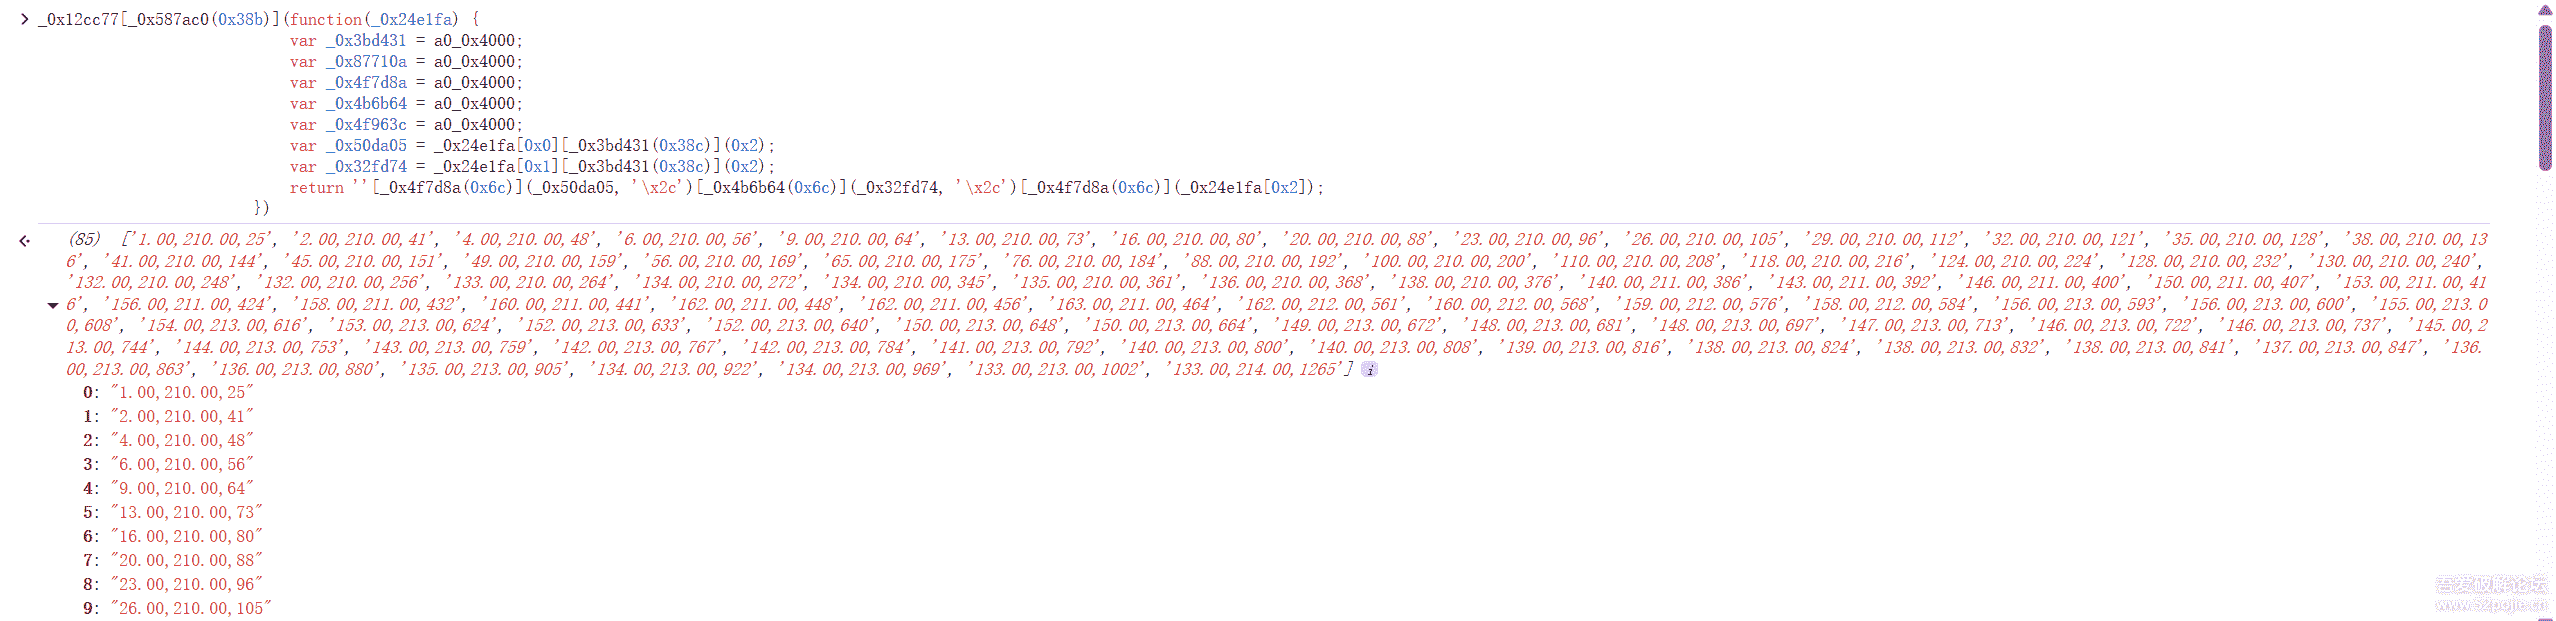 _0x12cc77[_0x587ac0(0x38b)](function(_0x24e1fa) {
var _0x3bd431 = a0_0x4000;
var _0x87710a = a0_0x4000;
var _0x4f7d8a = a0_0x4000;
var _0x4b6b64 = a0_0x4000;
var _0x4f963c = a0_0x4000;
var _0x50da05 = _0x24e1fa[0x0][_0x3bd431(0x38c)](0x2);
var _0x32fd74 = _0x24e1fa[0x1][_0x3bd431(0x38c)](0x2);
return ''[_0x4f7d8a(0x6c)](_0x50da05, '\x2c')[_0x4b6b64(0x6c)](_0x32fd74, '\x2c')[_0x4f7d8a(0x6c)](_0x24e1fa[0x2]);
})
(85) ['1.00,210.00,25', '2.00,210.00,41', '4.00,210.00,48', '6.00,210.00,56', '9.00,210.00,64', '13.00,210.00,73', '16.00,210.00,80', '20.00,210.00,88', '23.00,210.00,96', '26.00,210.00,105', '29.00,210.00,112', '32.00,210.00,121', '35.00,210.00,128', '38.00,210.00,13
6', '41.00,210.00,144', '45.00,210.00,151', '49.00,210.00,159', '56.00,210.00,169', '65.00,210.00,175', '76.00,210.00,184', '88.00,210.00,192', '100.00,210.00,200', '110.00,210.00,208', '118.00,210.00,216', '124.00,210.00,224', '128.00,210.00,232', '130.00,210.00,240',
'132.00,210.00,248', '132.00,210.00,256', '133.00,210.00,264', '134.00,210.00,272', '134.00,210.00,345', '135.00,210.00,361', '136.00,210.00,368', '138.00,210.00,376', '140.00,211.00,386', '143.00,211.00,392', '146.00,211.00,400', '150.00,211.00,407', '153.00,211.00,41
6', '156.00,211.00,424', '158.00,211.00,432', '160.00,211.00,441', '162.00,211.00,448', '162.00,211.00,456', '163.00,211.00,464', '162.00,212.00,561', '160.00,212.00,568', '159.00,212.00,576', '158.00,212.00,584', '156.00,213.00,593', '156.00,213.00,600', '155.00,213.0
0,608', '154.00,213.00,616', '153.00,213.00,624', '152.00,213.00,633', '152.00,213.00,640', '150.00,213.00,648', '150.00,213.00,664', '149.00,213.00,672', '148.00,213.00,681', '148.00,213.00,697', '147.00,213.00,713', '146.00,213.00,722', '146.00,213.00,737', '145.00,2
13.00,744', '144.00,213.00,753', '143.00,213.00,759', '142.00,213.00,767', '142.00,213.00,784', '141.00,213.00,792', '140.00,213.00,800', '140.00,213.00,808', '139.00,213.00,816', '138.00,213.00,824', '138.00,213.00,832', '138.00,213.00,841', '137.00,213.00,847', '136.
00,213.00,863', '136.00,213.00,880', '135.00,213.00,905', '134.00,213.00,922', '134.00,213.00,969', '133.00,213.00,1002', '133.00,214.00,1265'] i
0: "1.00,210.00,25"
1: "2.00,210.00,41"
2: "4.00,210.00,48"
3: "6.00,210.00,56"
4: "9.00,210.00,64"
5: "13.00,210.00,73"
6: "16.00,210.00,80"
7: "20.00,210.00,88"
8: "23.00,210.00,96"
9: "26.00,210.00,105"
吾爱破解论坛
www.52pojie.cn